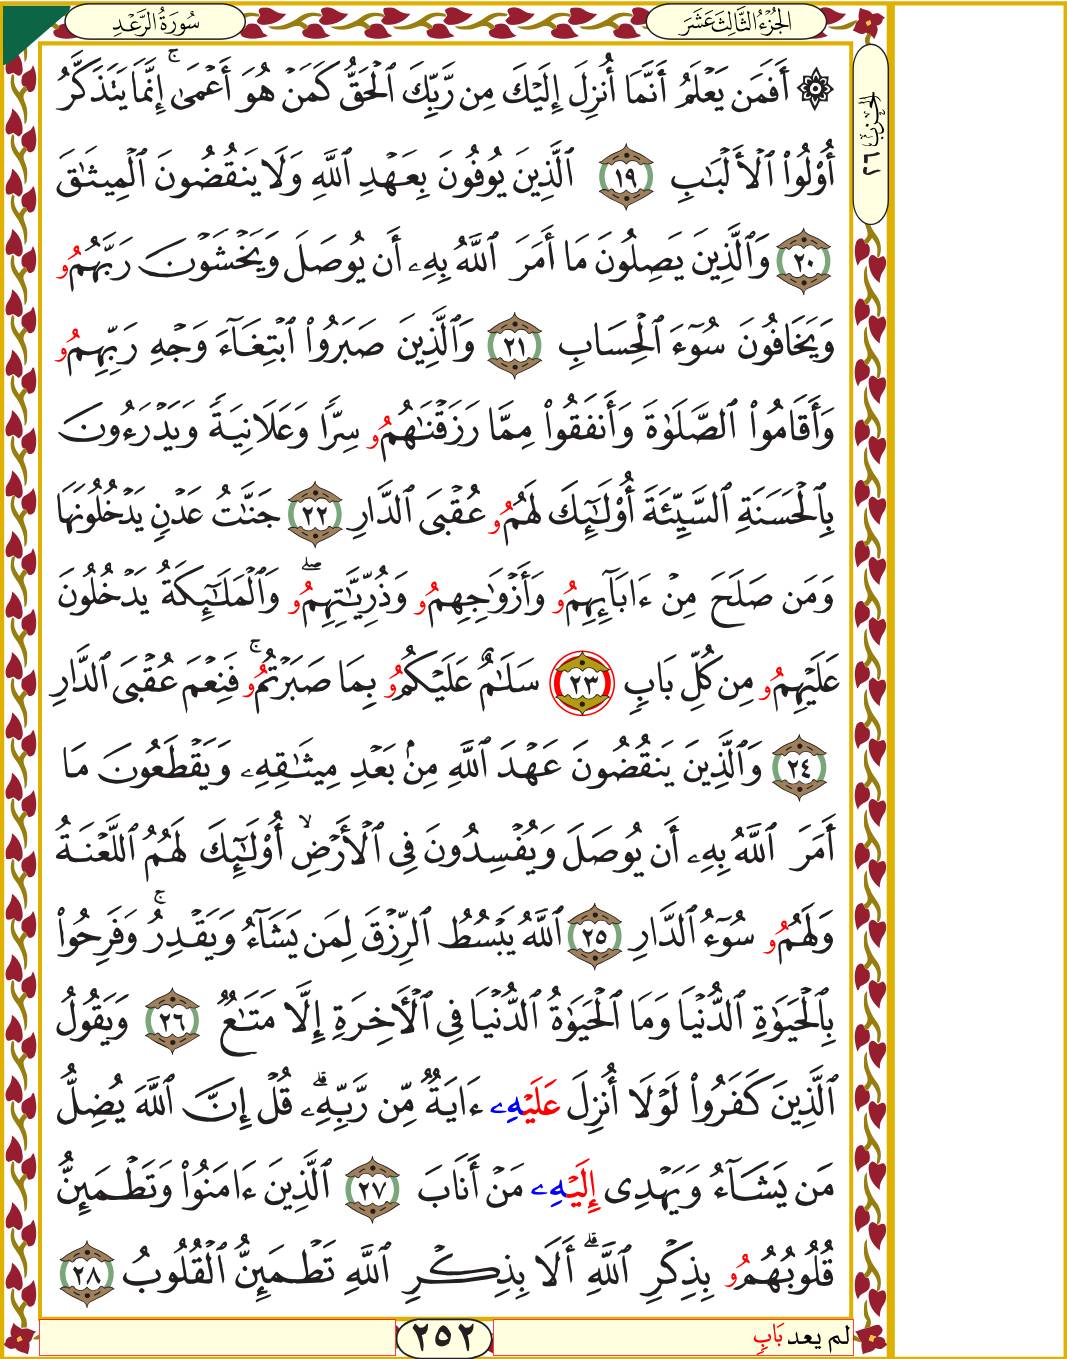 الجُزْءُ الثَّالِثَ عَشَرَ
سُورَةُ الرَّعْدِ
الحِزْبُ ٢٦
۞ أَفَمَن يَعْلَمُ أَنَّمَا أُنزِلَ إِلَيْكَ مِن رَّبِّكَ ٱلْحَقُّ كَمَنْ هُوَ أَعْمَىٰٓ ۚ إِنَّمَا يَتَذَكَّرُ
أُوْلُواْ ٱلْأَلْبَٰبِ ١٩ ٱلَّذِينَ يُوفُونَ بِعَهْدِ ٱللَّهِ وَلَا يَنقُضُونَ ٱلْمِيثَٰقَ
٢٠ وَٱلَّذِينَ يَصِلُونَ مَا أَمَرَ ٱللَّهُ بِهِۦ أَن يُوصَلَ وَيَخْشَوْنَ رَبَّهُمُۥ
وَيَخَافُونَ سُوٓءَ ٱلْحِسَابِ ٢١ وَٱلَّذِينَ صَبَرُواْ ٱبْتِغَآءَ وَجْهِ رَبِّهِمُۥ
وَأَقَامُواْ ٱلصَّلَوٰةَ وَأَنفَقُواْ مِمَّا رَزَقْنَٰهُمُۥ سِرًّا وَعَلَانِيَةً وَيَدْرَءُونَ
بِٱلْحَسَنَةِ ٱلسَّيِّئَةَ أُوْلَٰٓئِكَ لَهُمُۥ عُقْبَى ٱلدَّارِ ٢٢ جَنَّٰتُ عَدْنٍ يَدْخُلُونَهَا
وَمَن صَلَحَ مِنْ ءَابَآئِهِمُۥ وَأَزْوَٰجِهِمُۥ وَذُرِّيَّٰتِهِمُۥ ۖ وَٱلْمَلَٰٓئِكَةُ يَدْخُلُونَ
عَلَيْهِمُۥ مِن كُلِّ بَابٍ ٢٣ سَلَٰمٌ عَلَيْكُمُۥ بِمَا صَبَرْتُمُۥ ۚ فَنِعْمَ عُقْبَى ٱلدَّارِ
٢٤ وَٱلَّذِينَ يَنقُضُونَ عَهْدَ ٱللَّهِ مِنۢ بَعْدِ مِيثَٰقِهِۦ وَيَقْطَعُونَ مَا
أَمَرَ ٱللَّهُ بِهِۦ أَن يُوصَلَ وَيُفْسِدُونَ فِى ٱلْأَرْضِ ۙ أُوْلَٰٓئِكَ لَهُمُ ٱللَّعْنَةُ
وَلَهُمُۥ سُوٓءُ ٱلدَّارِ ٢٥ ٱللَّهُ يَبْسُطُ ٱلرِّزْقَ لِمَن يَشَآءُ وَيَقْدِرُ ۚ وَفَرِحُواْ
بِٱلْحَيَوٰةِ ٱلدُّنْيَا وَمَا ٱلْحَيَوٰةُ ٱلدُّنْيَا فِى ٱلْأٓخِرَةِ إِلَّا مَتَٰعٌ ٢٦ وَيَقُولُ
ٱلَّذِينَ كَفَرُواْ لَوْلَا أُنزِلَ عَلَيْهِۦ ءَايَةٌ مِّن رَّبِّهِۦ ۗ قُلْ إِنَّ ٱللَّهَ يُضِلُّ
مَن يَشَآءُ وَيَهْدِى إِلَيْهِۦ مَنْ أَنَابَ ٢٧ ٱلَّذِينَ ءَامَنُواْ وَتَطْمَئِنُّ
قُلُوبُهُمُۥ بِذِكْرِ ٱللَّهِ ۗ أَلَا بِذِكْرِ ٱللَّهِ تَطْمَئِنُّ ٱلْقُلُوبُ ٢٨
لم يعد بَابٍ
٢٥٢